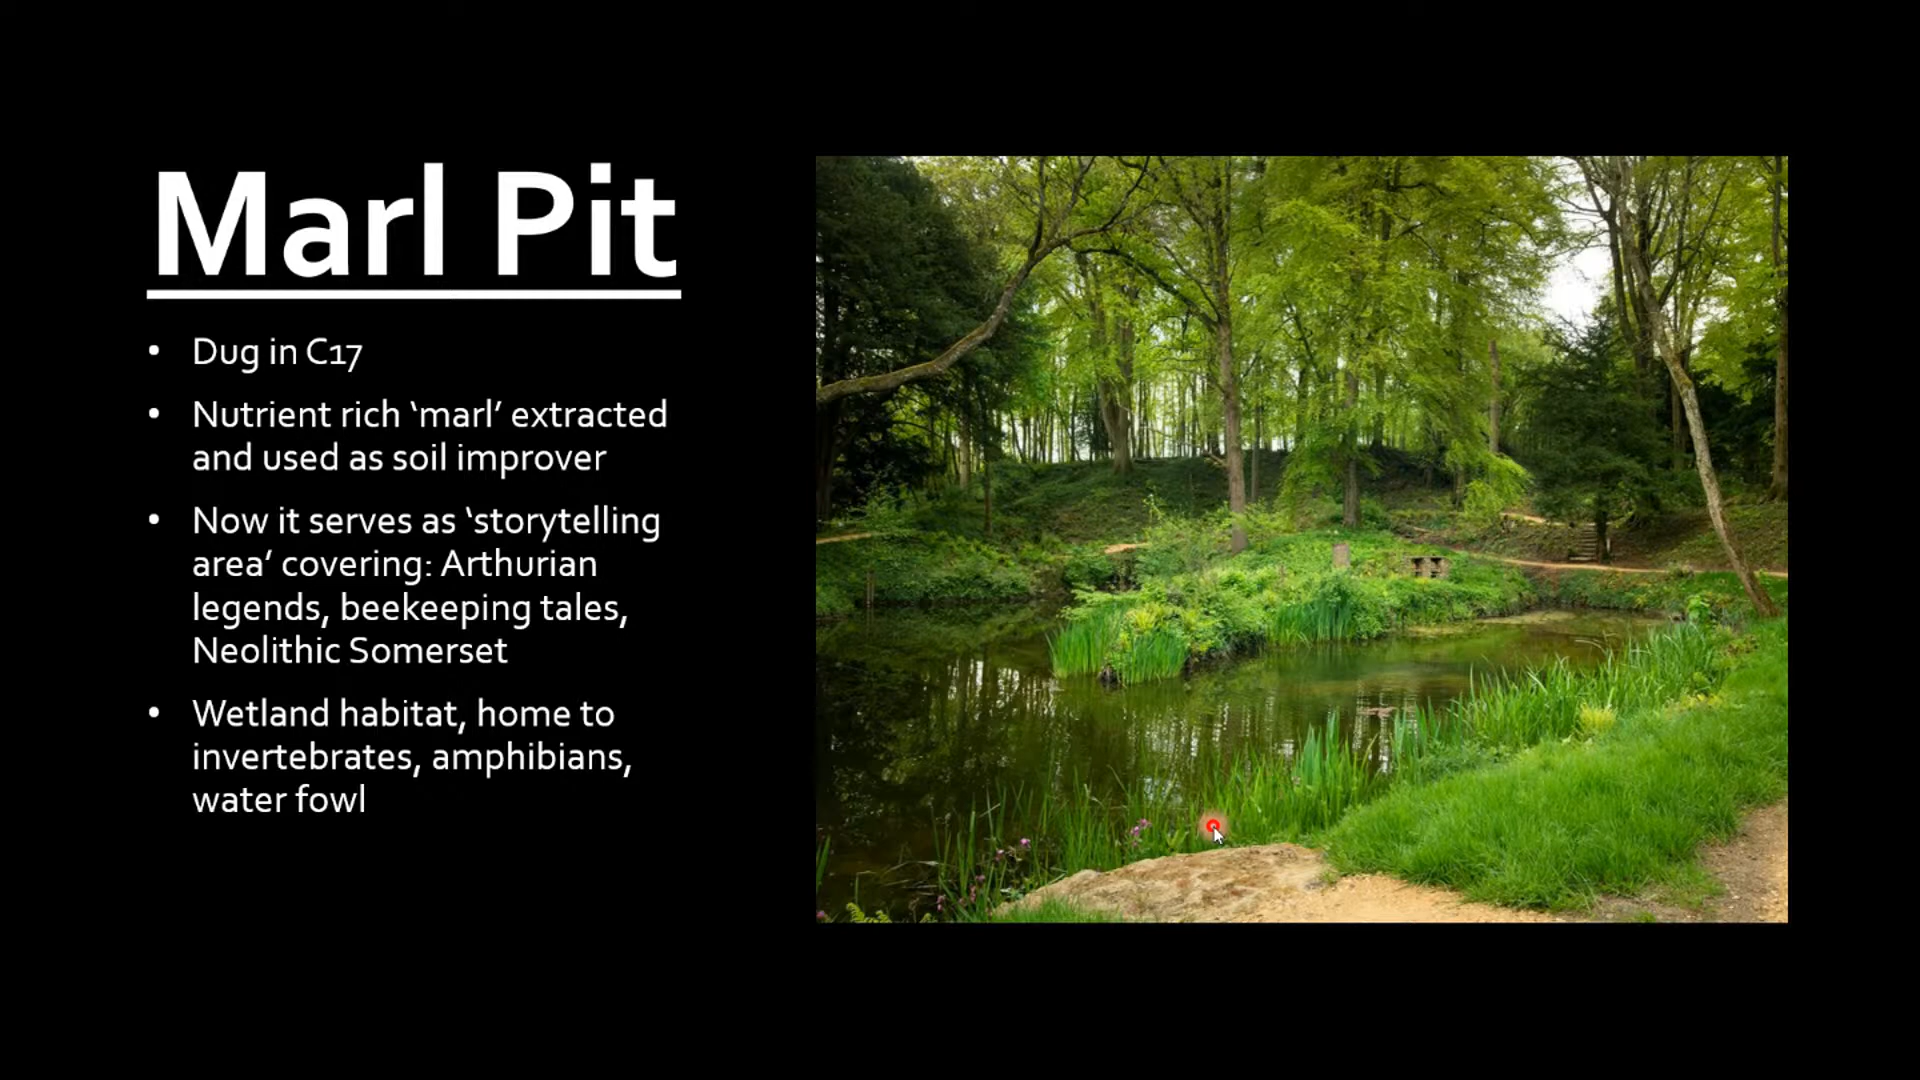 Marl Pit
• Dug in C17
• Nutrient rich ‘marl’ extracted
and used as soil improver
• Now it serves as ‘storytelling
area’ covering: Arthurian
legends, beekeeping tales,
Neolithic Somerset
• Wetland habitat, home to
invertebrates, amphibians,
water fowl